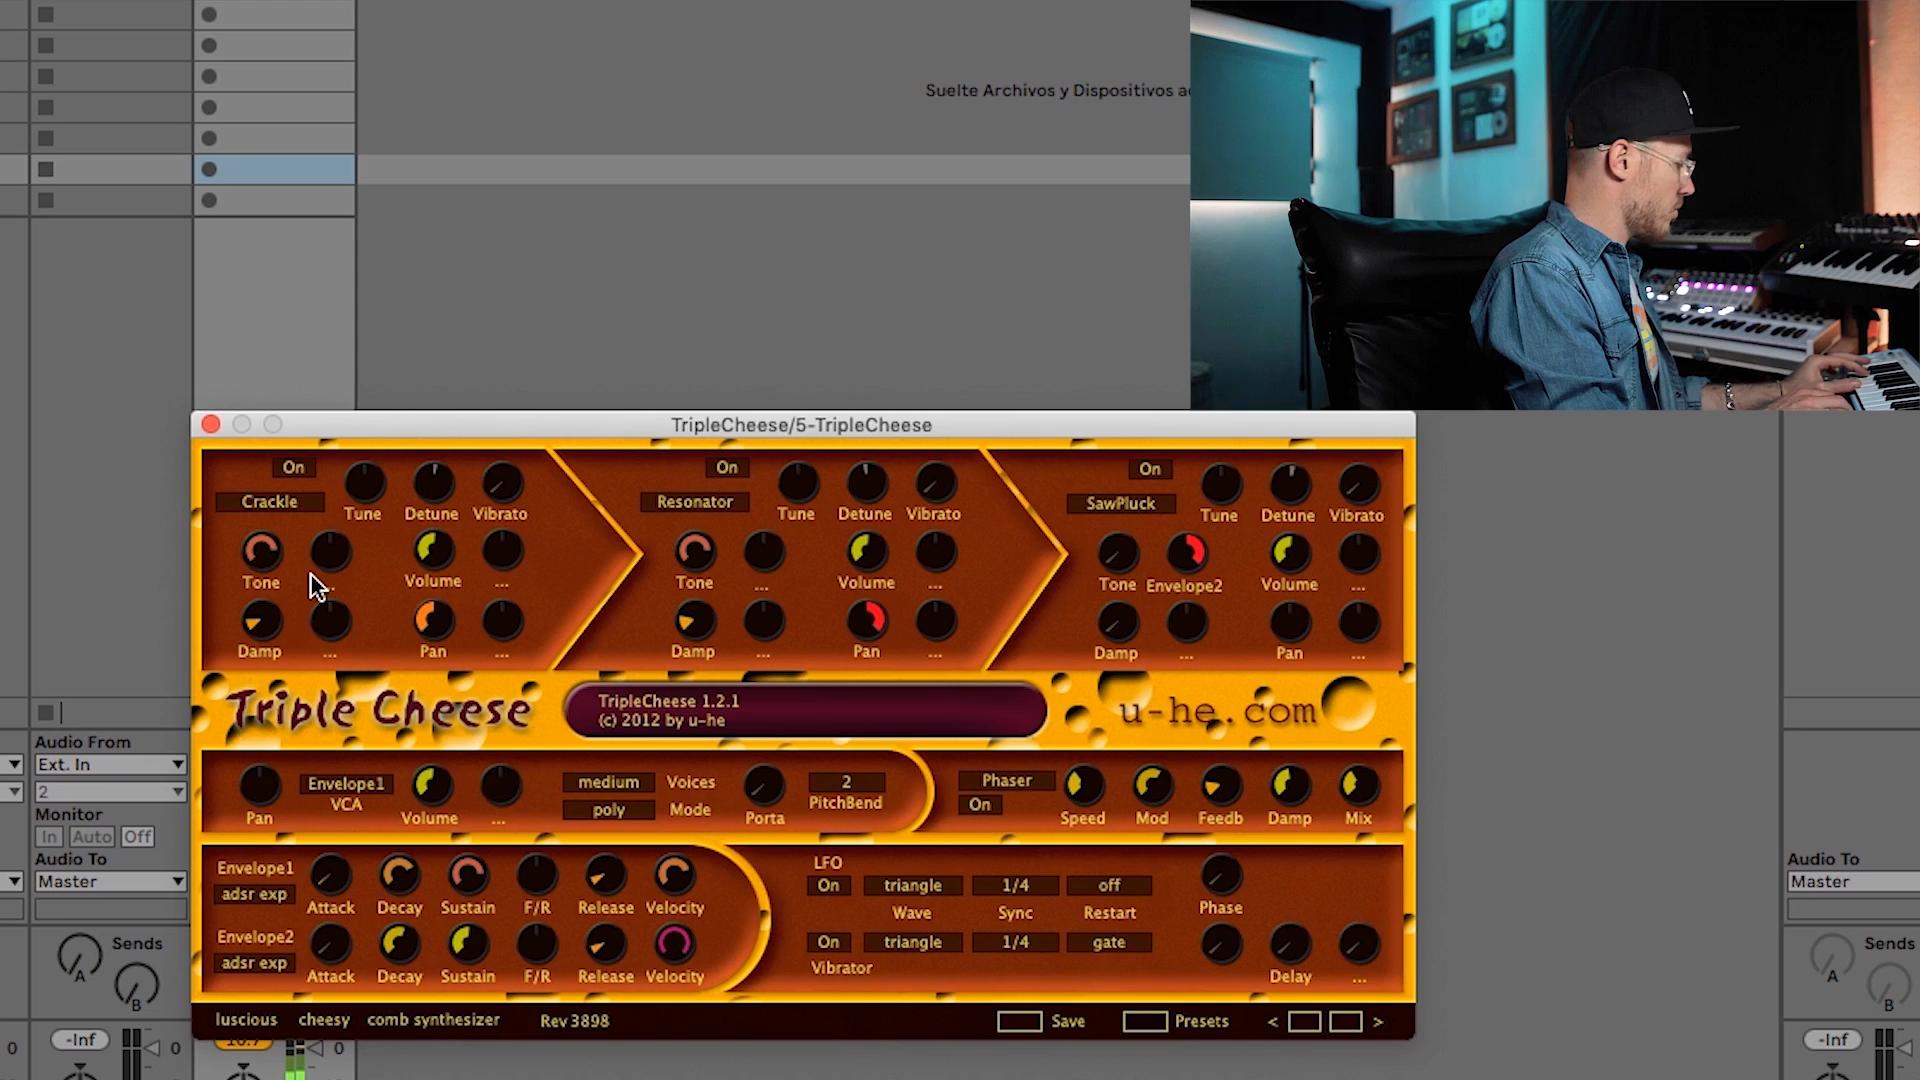 Suelte Archivos y Dispositivos a
TripleCheese/5-TripleCheese
On
Crackle
Tune
Detune
Vibrato
Tone
...
Volume
...
Damp
...
Pan
...
On
Resonator
Tune
Detune
Vibrato
Tone
...
Volume
...
Damp
...
Pan
...
On
SawPluck
Tune
Detune
Vibrato
Tone
Envelope2
Volume
...
Damp
...
Pan
...
Triple Cheese
TripleCheese 1.2.1
(c) 2012 by u-he
u-he.com
Pan
Envelope1
VCA
Volume
...
medium
Voices
poly
Mode
Porta
2
PitchBend
Phaser
On
Speed
Mod
Feedb
Damp
Mix
Envelope1
adsr exp
Attack
Decay
Sustain
F/R
Release
Velocity
Envelope2
adsr exp
Attack
Decay
Sustain
F/R
Release
Velocity
LFO
On
triangle
1/4
off
Wave
Sync
Restart
Phase
On
triangle
1/4
gate
Vibrator
Delay
...
luscious cheesy comb synthesizer
Rev 3898
Save
Presets
<
>
Audio From
Ext. In
2
Monitor
In Auto Off
Audio To
Master
Sends
A
B
0
-Inf
0
0
Audio To
Master
Sends
A
B
-Inf